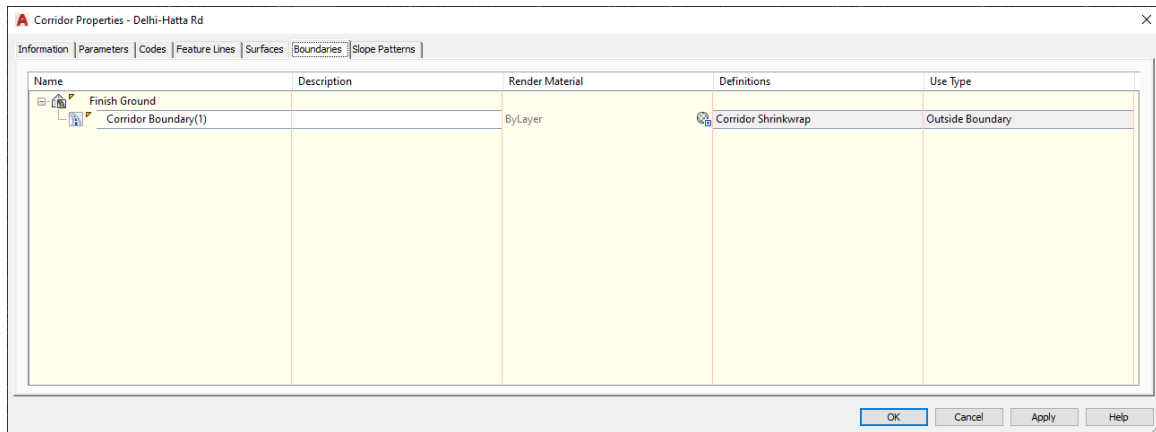 Corridor Properties - Delhi-Hatta Rd
Information Parameters Codes Feature Lines Surfaces Boundaries Slope Patterns
Name Description Render Material Definitions Use Type
Finish Ground
Corridor Boundary(1) ByLayer Corridor Shrinkwrap Outside Boundary
OK Cancel Apply Help